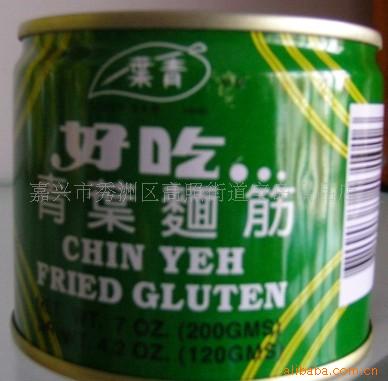 青葉
好吃...
嘉兴市秀洲区高照街道
青葉麵筋
CHIN YEH
FRIED GLUTEN
WT. 7 OZ. (200GMS)
4.2 OZ. (120GMS)
alibaba.com.cn